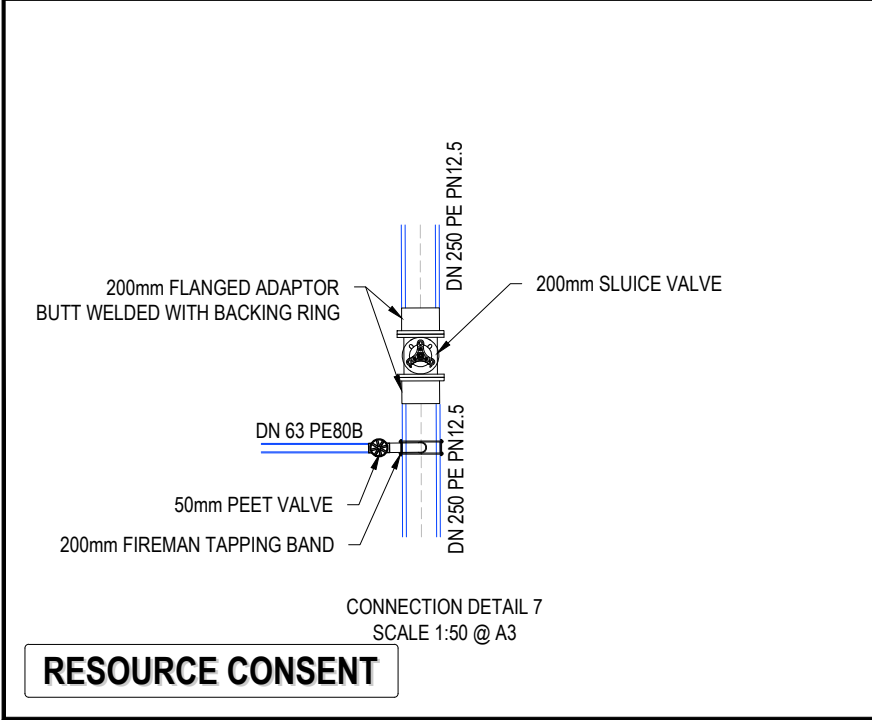 DN 250 PE PN12.5
200mm FLANGED ADAPTOR
BUTT WELDED WITH BACKING RING
200mm SLUICE VALVE
DN 63 PE80B
DN 250 PE PN12.5
50mm PEET VALVE
200mm FIREMAN TAPPING BAND
CONNECTION DETAIL 7
SCALE 1:50 @ A3
RESOURCE CONSENT